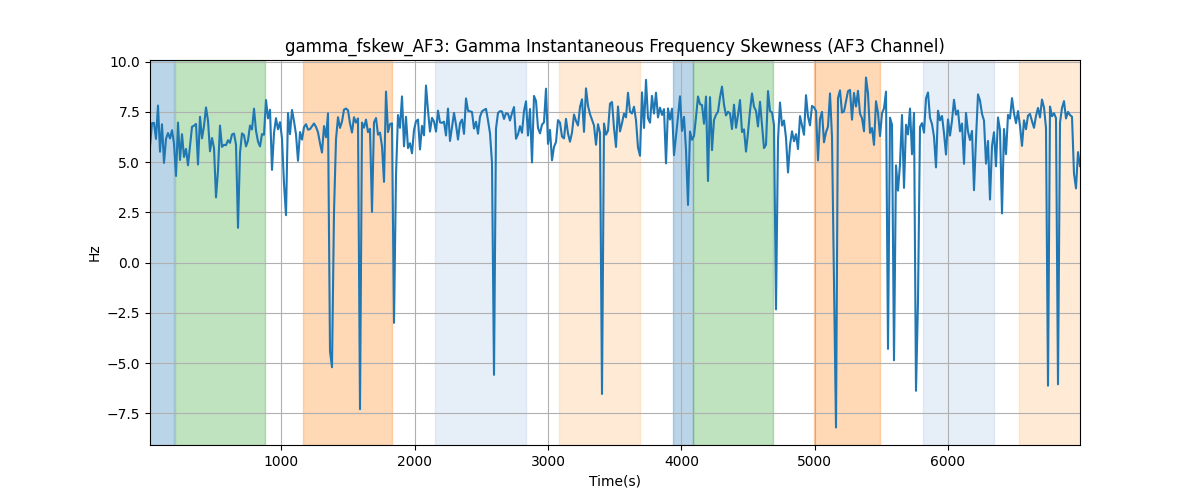 gamma_fskew_AF3: Gamma Instantaneous Frequency Skewness (AF3 Channel)
10.0
7.5
5.0
2.5
0.0
−2.5
−5.0
−7.5
Hz
1000 2000 3000 4000 5000 6000
Time(s)